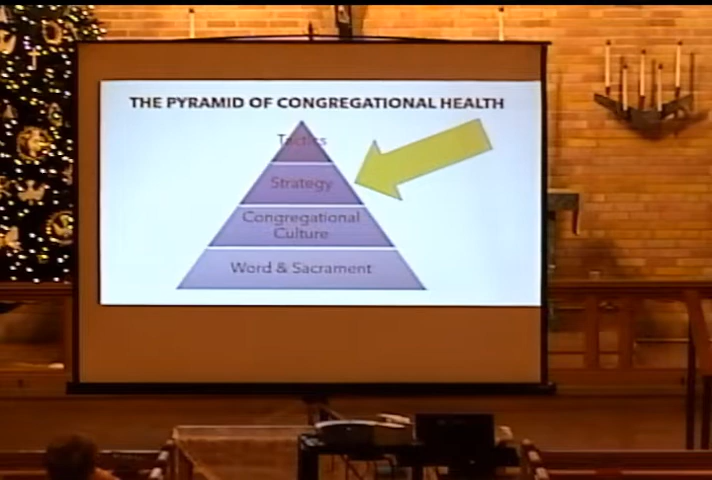 THE PYRAMID OF CONGREGATIONAL HEALTH
Tactics
Strategy
Congregational
Culture
Word & Sacrament